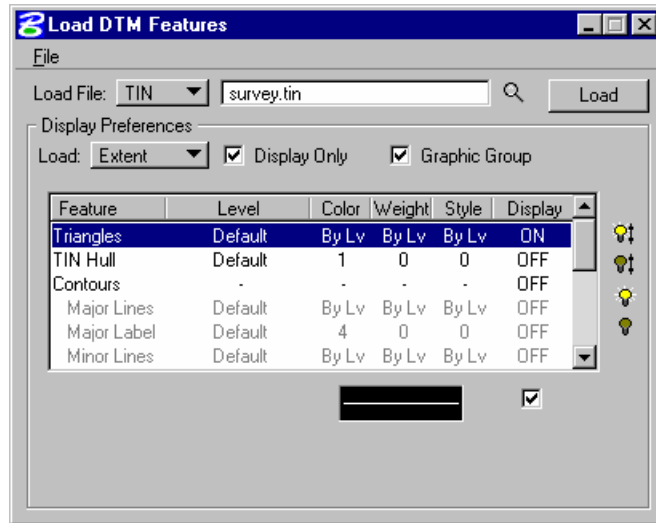 Load DTM Features
File
Load File: TIN survey.tin Load
Display Preferences
Load: Extent Display Only Graphic Group
Feature Level Color Weight Style Display
Triangles Default By Lv By Lv By Lv ON
TIN Hull Default 1 0 0 OFF
Contours - - - - OFF
Major Lines Default By Lv By Lv By Lv OFF
Major Label Default 4 0 0 OFF
Minor Lines Default By Lv By Lv By Lv OFF